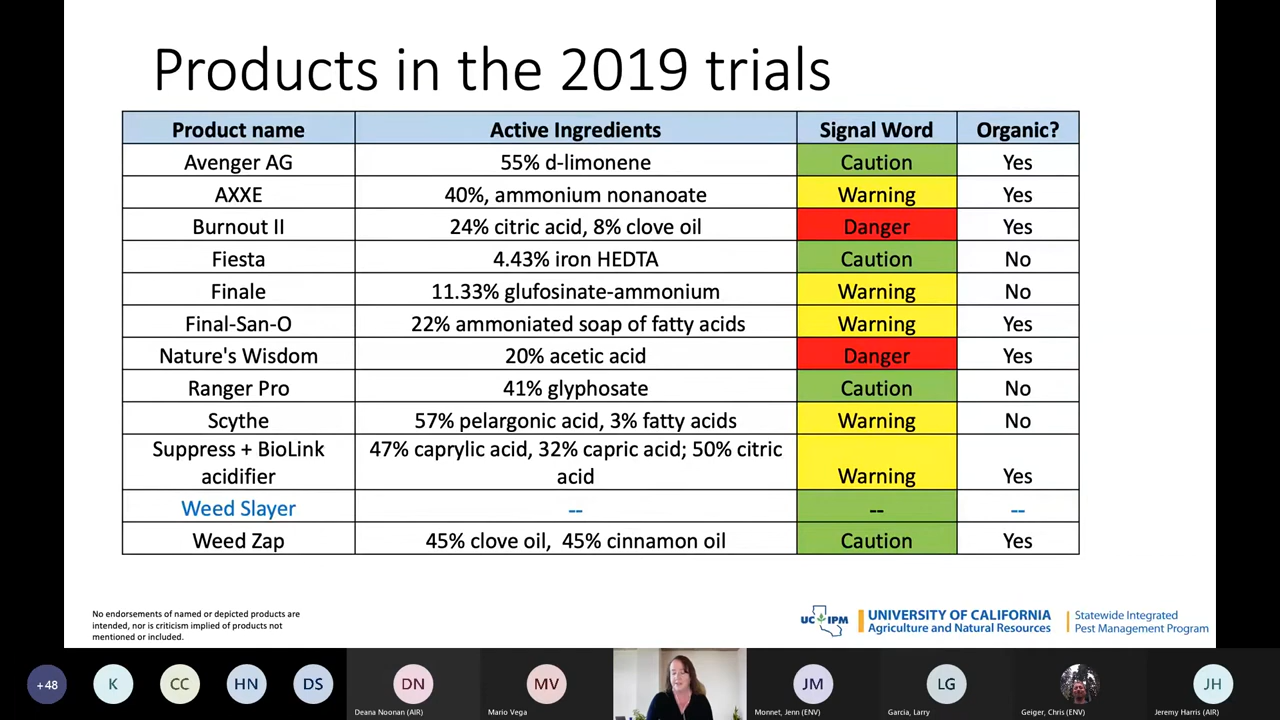 Products in the 2019 trials
Product name Active Ingredients Signal Word Organic?
Avenger AG 55% d-limonene Caution Yes
AXXE 40%, ammonium nonanoate Warning Yes
Burnout II 24% citric acid, 8% clove oil Danger Yes
Fiesta 4.43% iron HEDTA Caution No
Finale 11.33% glufosinate-ammonium Warning No
Final-San-O 22% ammoniated soap of fatty acids Warning Yes
Nature's Wisdom 20% acetic acid Danger Yes
Ranger Pro 41% glyphosate Caution No
Scythe 57% pelargonic acid, 3% fatty acids Warning No
Suppress + BioLink 47% caprylic acid, 32% capric acid; 50% citric
acidifier acid Warning Yes
Weed Slayer -- -- --
Weed Zap 45% clove oil, 45% cinnamon oil Caution Yes
No endorsements of named or depicted products are
intended, nor is criticism implied of products not
mentioned or included.
UC IPM
UNIVERSITY OF CALIFORNIA
Agriculture and Natural Resources
Statewide Integrated
Pest Management Program
+48 K CC HN DS DN MV JM LG JH
Deana Noonan (AIR) Mario Vega Monnet, Jenn (ENV) Garcia, Larry Geiger, Chris (ENV) Jeremy Harris (AIR)